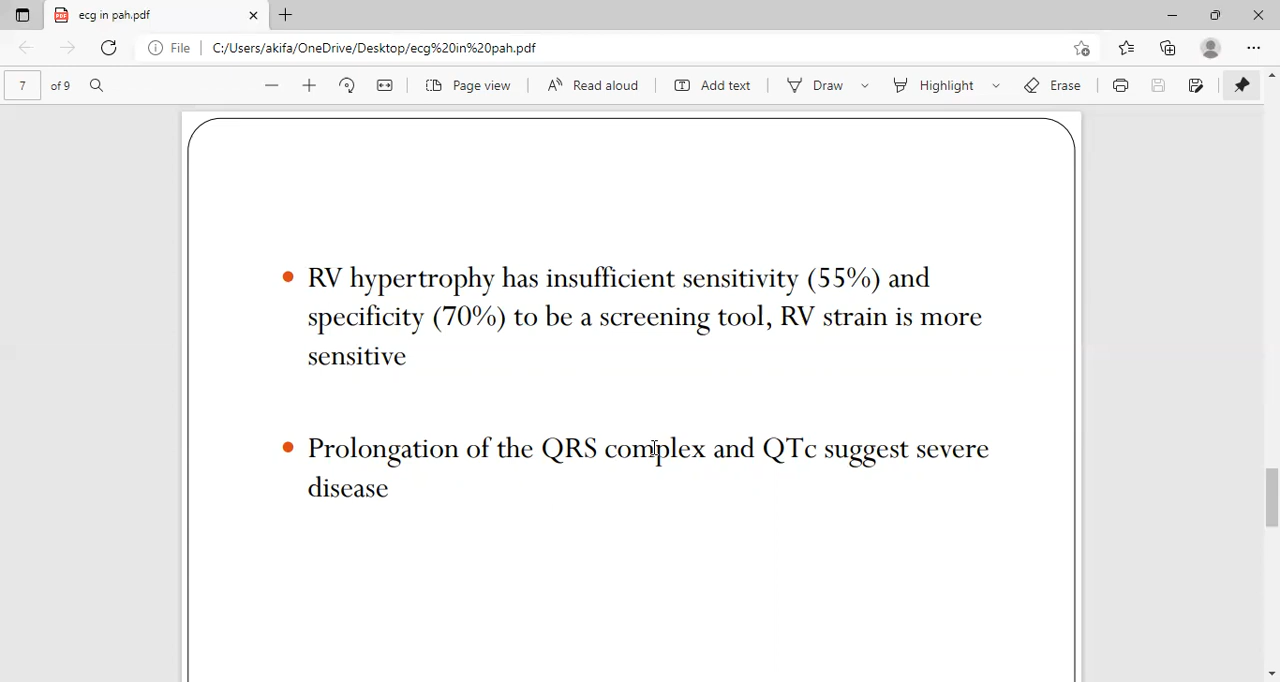 ecg in pah.pdf
File
C:/Users/akifa/OneDrive/Desktop/ecg%20in%20pah.pdf
7 of 9
Page view
Read aloud
Add text
Draw
Highlight
Erase
RV hypertrophy has insufficient sensitivity (55%) and
specificity (70%) to be a screening tool, RV strain is more
sensitive
Prolongation of the QRS complex and QTc suggest severe
disease